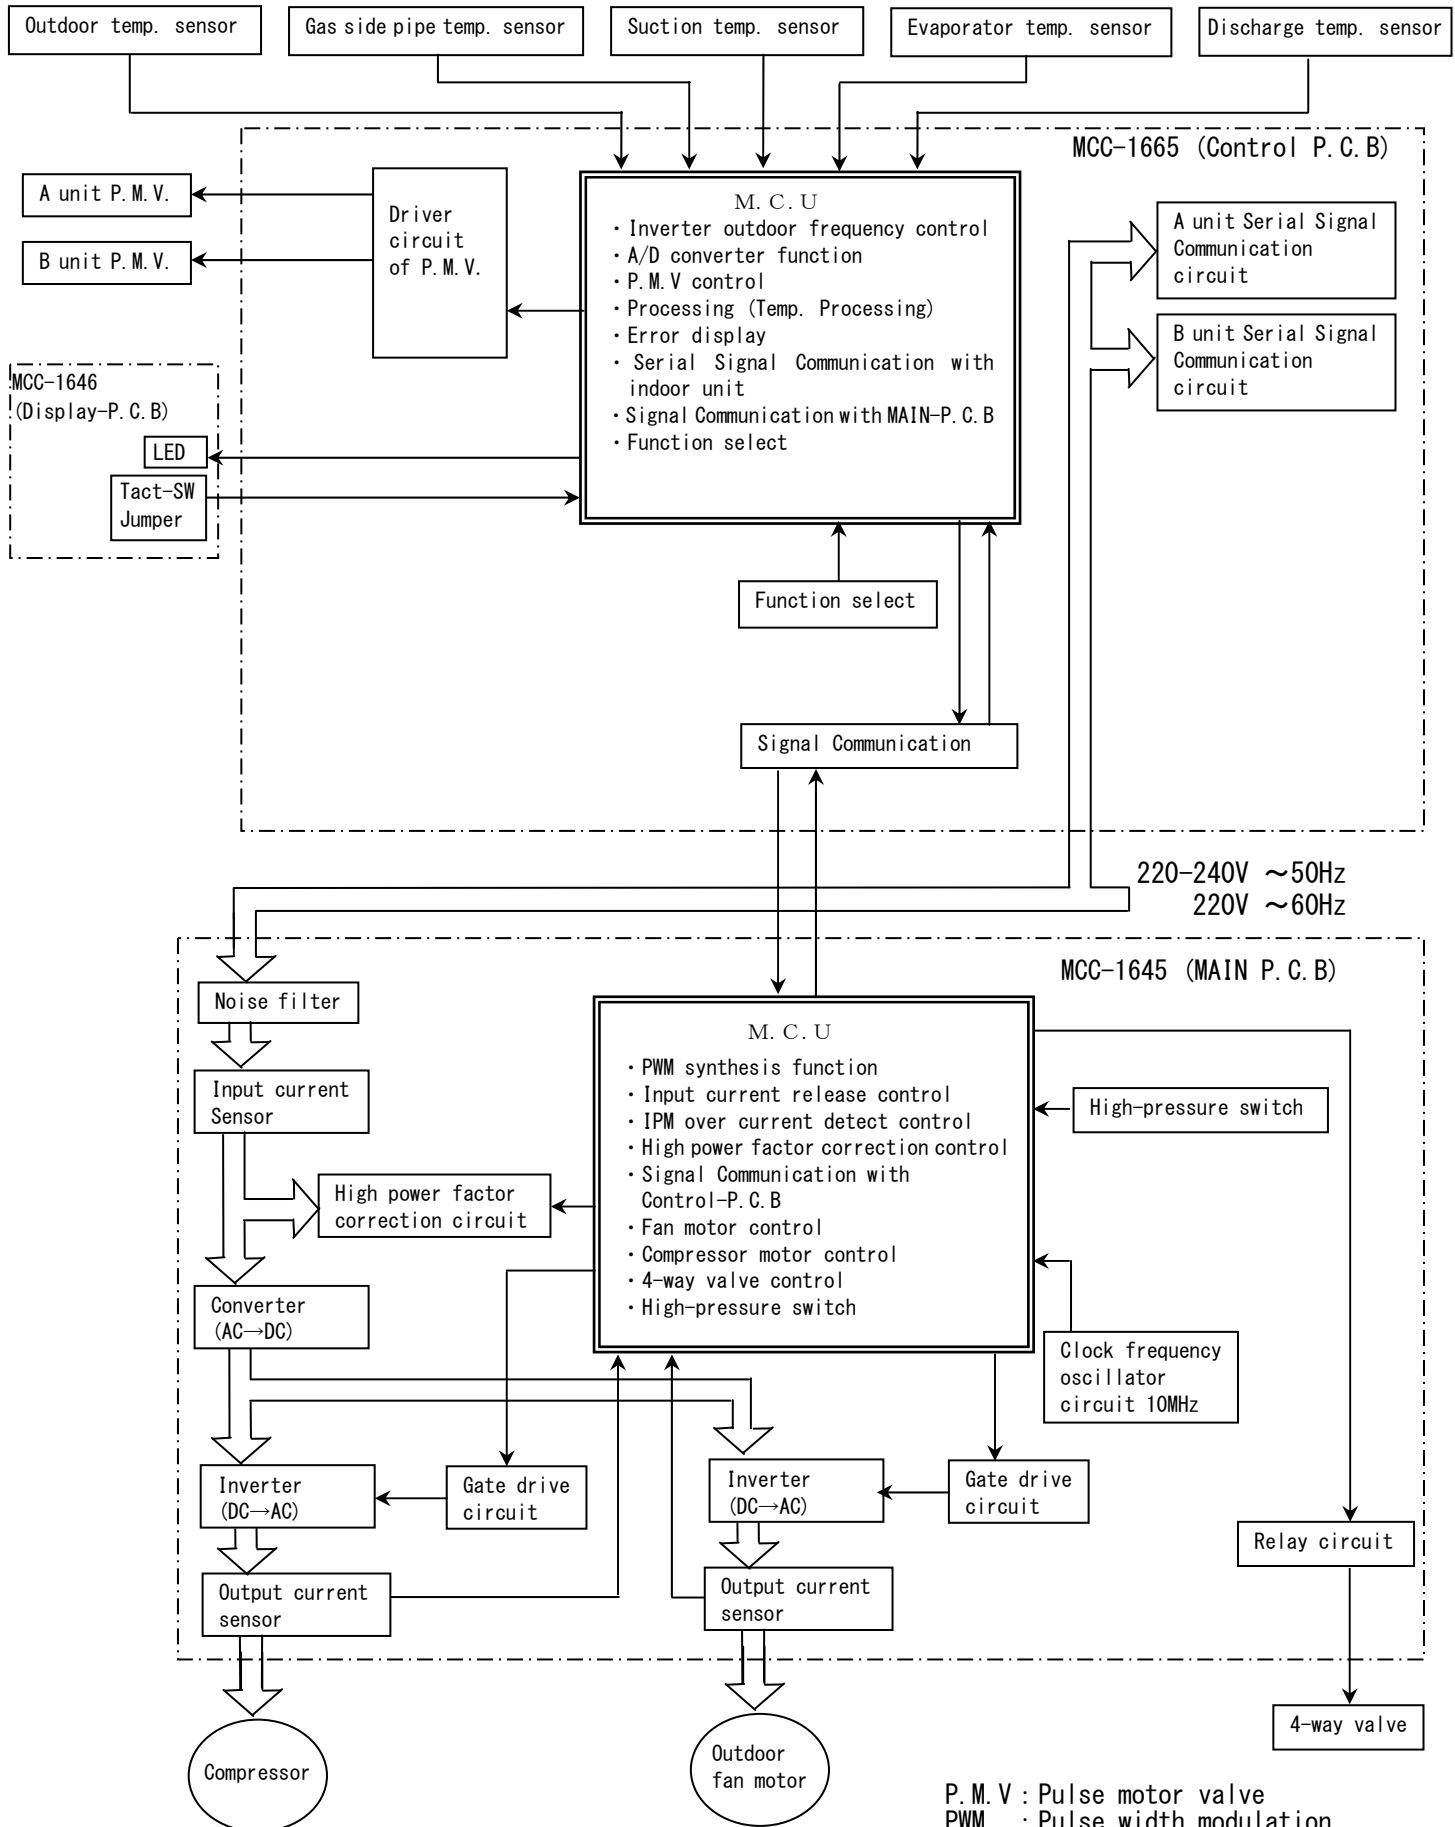 Outdoor temp. sensor
Gas side pipe temp. sensor
Suction temp. sensor
Evaporator temp. sensor
Discharge temp. sensor
MCC-1665 (Control P.C.B)
A unit P.M.V.
B unit P.M.V.
Driver
circuit
of P.M.V.
M.C.U
・Inverter outdoor frequency control
・A/D converter function
・P.M.V control
・Processing (Temp. Processing)
・Error display
・Serial Signal Communication with
indoor unit
・Signal Communication with MAIN-P.C.B
・Function select
A unit Serial Signal
Communication
circuit
B unit Serial Signal
Communication
circuit
MCC-1646
(Display-P.C.B)
LED
Tact-SW
Jumper
Function select
Signal Communication
220-240V ～50Hz
220V ～60Hz
MCC-1645 (MAIN P.C.B)
Noise filter
Input current
Sensor
High power factor
correction circuit
Converter
(AC→DC)
M.C.U
・PWM synthesis function
・Input current release control
・IPM over current detect control
・High power factor correction control
・Signal Communication with
Control-P.C.B
・Fan motor control
・Compressor motor control
・4-way valve control
・High-pressure switch
High-pressure switch
Clock frequency
oscillator
circuit 10MHz
Inverter
(DC→AC)
Gate drive
circuit
Inverter
(DC→AC)
Gate drive
circuit
Relay circuit
Output current
sensor
Output current
sensor
4-way valve
Compressor
Outdoor
fan motor
P.M.V : Pulse motor valve
PWM : Pulse width modulation